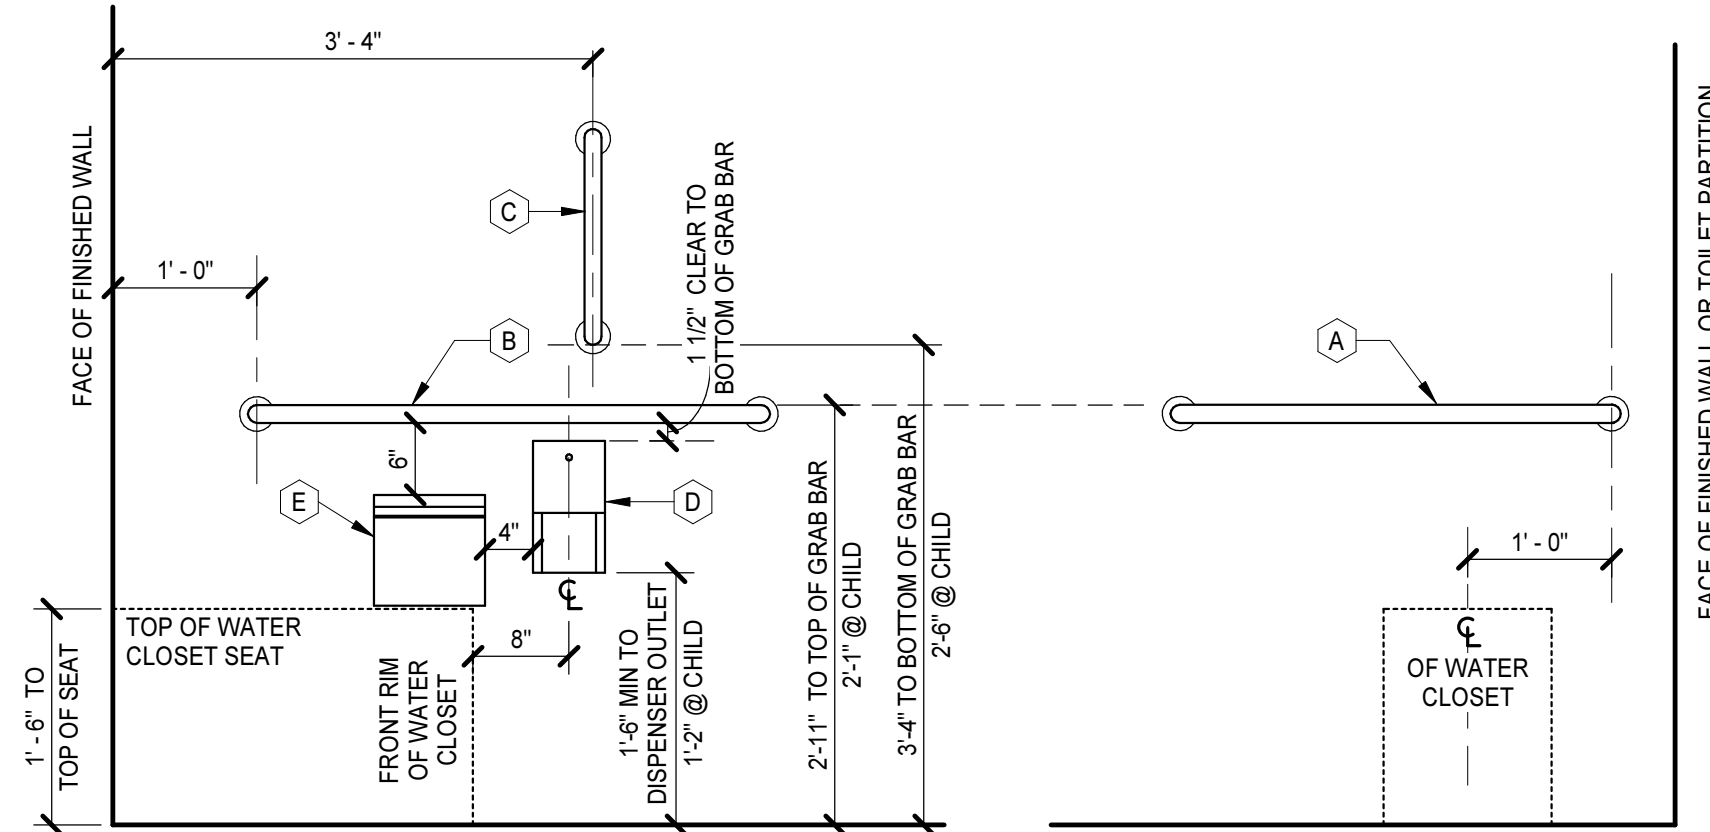 3' - 4"
FACE OF FINISHED WALL
1' - 0"
C
B
1 1/2" CLEAR TO
BOTTOM OF GRAB BAR
6"
E
4"
D
℄
TOP OF WATER
CLOSET SEAT
1' - 6" TO
TOP OF SEAT
FRONT RIM
OF WATER
CLOSET
8"
1'-6" MIN TO
DISPENSER OUTLET
1'-2" @ CHILD
2'-11" TO TOP OF GRAB BAR
2'-1" @ CHILD
3'-4" TO BOTTOM OF GRAB BAR
2'-6" @ CHILD
A
1' - 0"
℄
OF WATER
CLOSET
FACE OF FINISHED WALL OR TOILET PARTITION